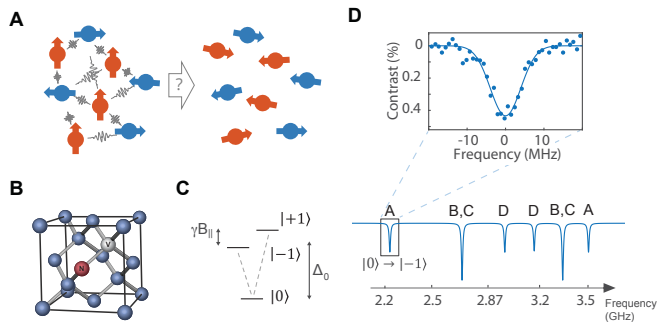 A
?
B
V
N
C
γB||
|+1⟩
|−1⟩
Δ0
|0⟩
D
Contrast (%)
0
0.2
0.4
-10 0 10
Frequency (MHz)
A B,C D D B,C A
|0⟩ → |−1⟩
2.2 2.5 2.87 3.2 3.5
Frequency
(GHz)